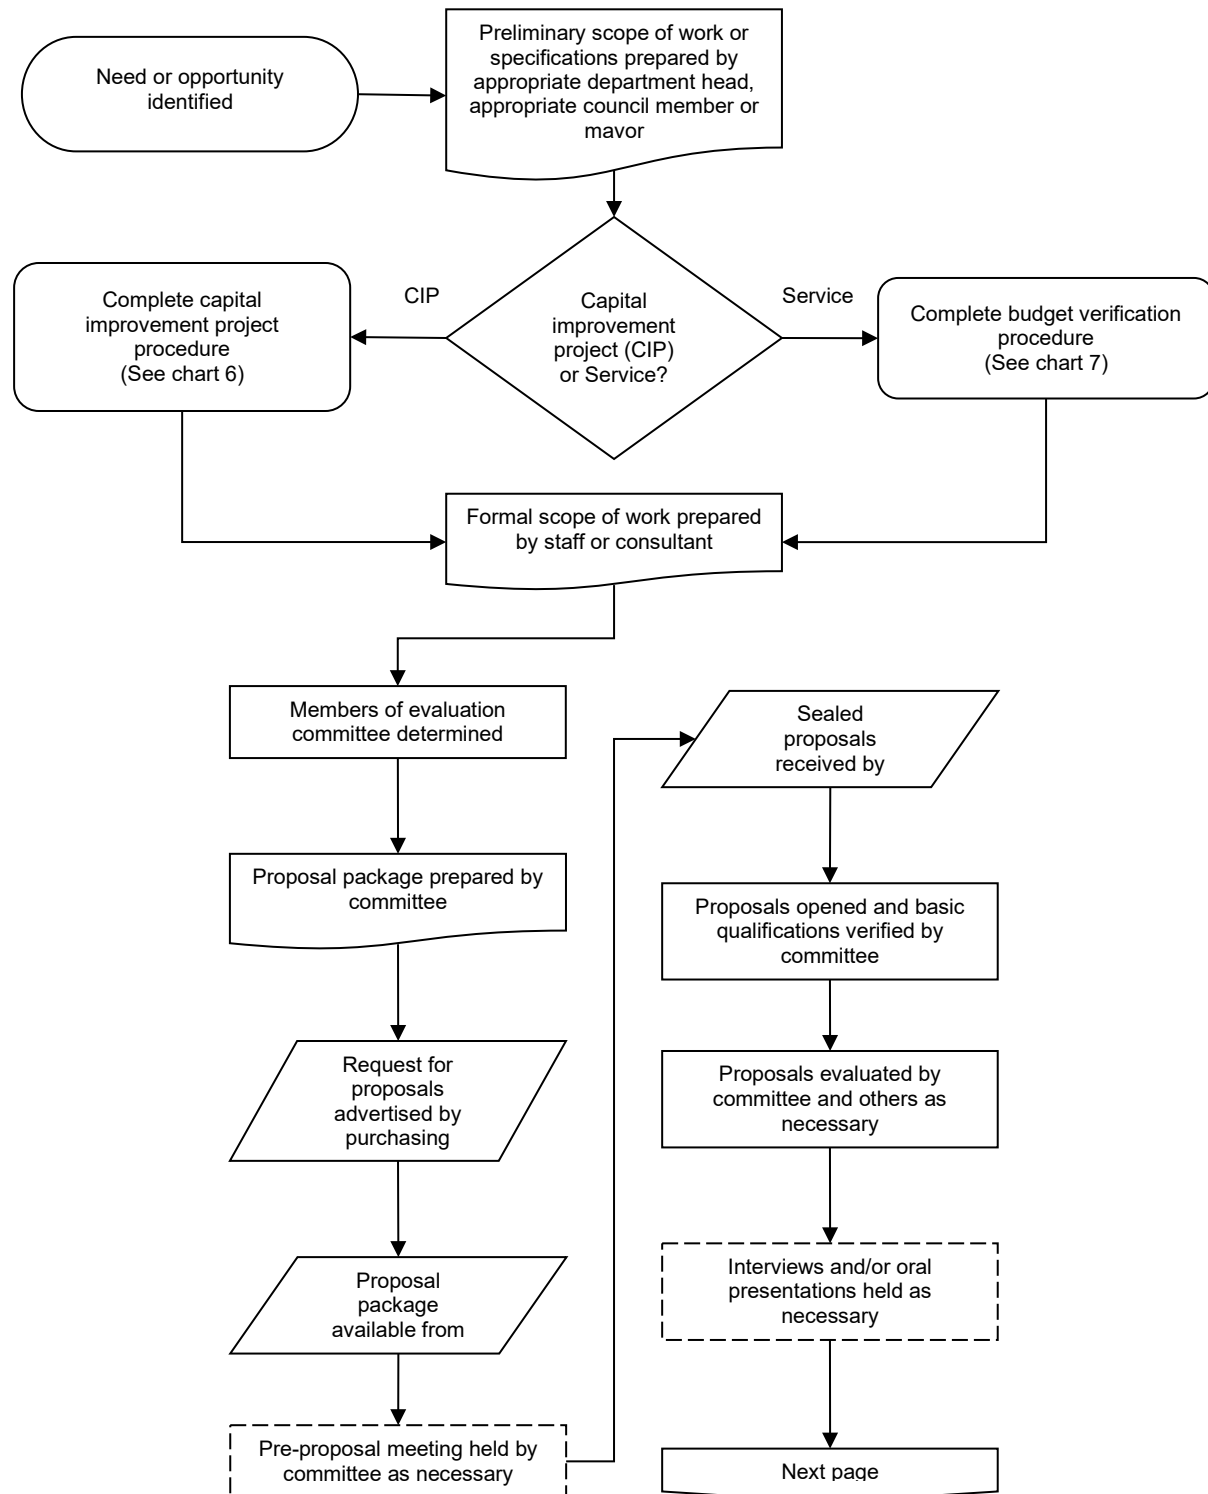 Need or opportunity
identified
Preliminary scope of work or
specifications prepared by
appropriate department head,
appropriate council member or
mavor
Capital
improvement
project (CIP)
or Service?
CIP
Service
Complete capital
improvement project
procedure
(See chart 6)
Complete budget verification
procedure
(See chart 7)
Formal scope of work prepared
by staff or consultant
Members of evaluation
committee determined
Proposal package prepared by
committee
Request for
proposals
advertised by
purchasing
Proposal
package
available from
Pre-proposal meeting held by
committee as necessary
Sealed
proposals
received by
Proposals opened and basic
qualifications verified by
committee
Proposals evaluated by
committee and others as
necessary
Interviews and/or oral
presentations held as
necessary
Next page